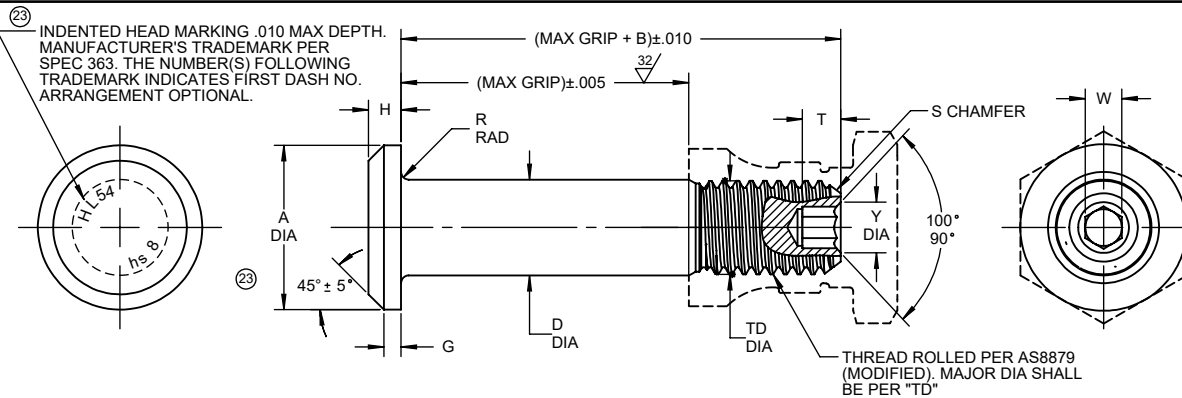 23
INDENTED HEAD MARKING .010 MAX DEPTH.
MANUFACTURER'S TRADEMARK PER
SPEC 363. THE NUMBER(S) FOLLOWING
TRADEMARK INDICATES FIRST DASH NO.
ARRANGEMENT OPTIONAL.
(MAX GRIP + B)±.010
(MAX GRIP)±.005
32
H
R
RAD
T
S CHAMFER
W
HL54
hs 8
A
DIA
23
45°± 5°
G
D
DIA
TD
DIA
Y
DIA
100°
90°
THREAD ROLLED PER AS8879
(MODIFIED). MAJOR DIA SHALL
BE PER "TD"